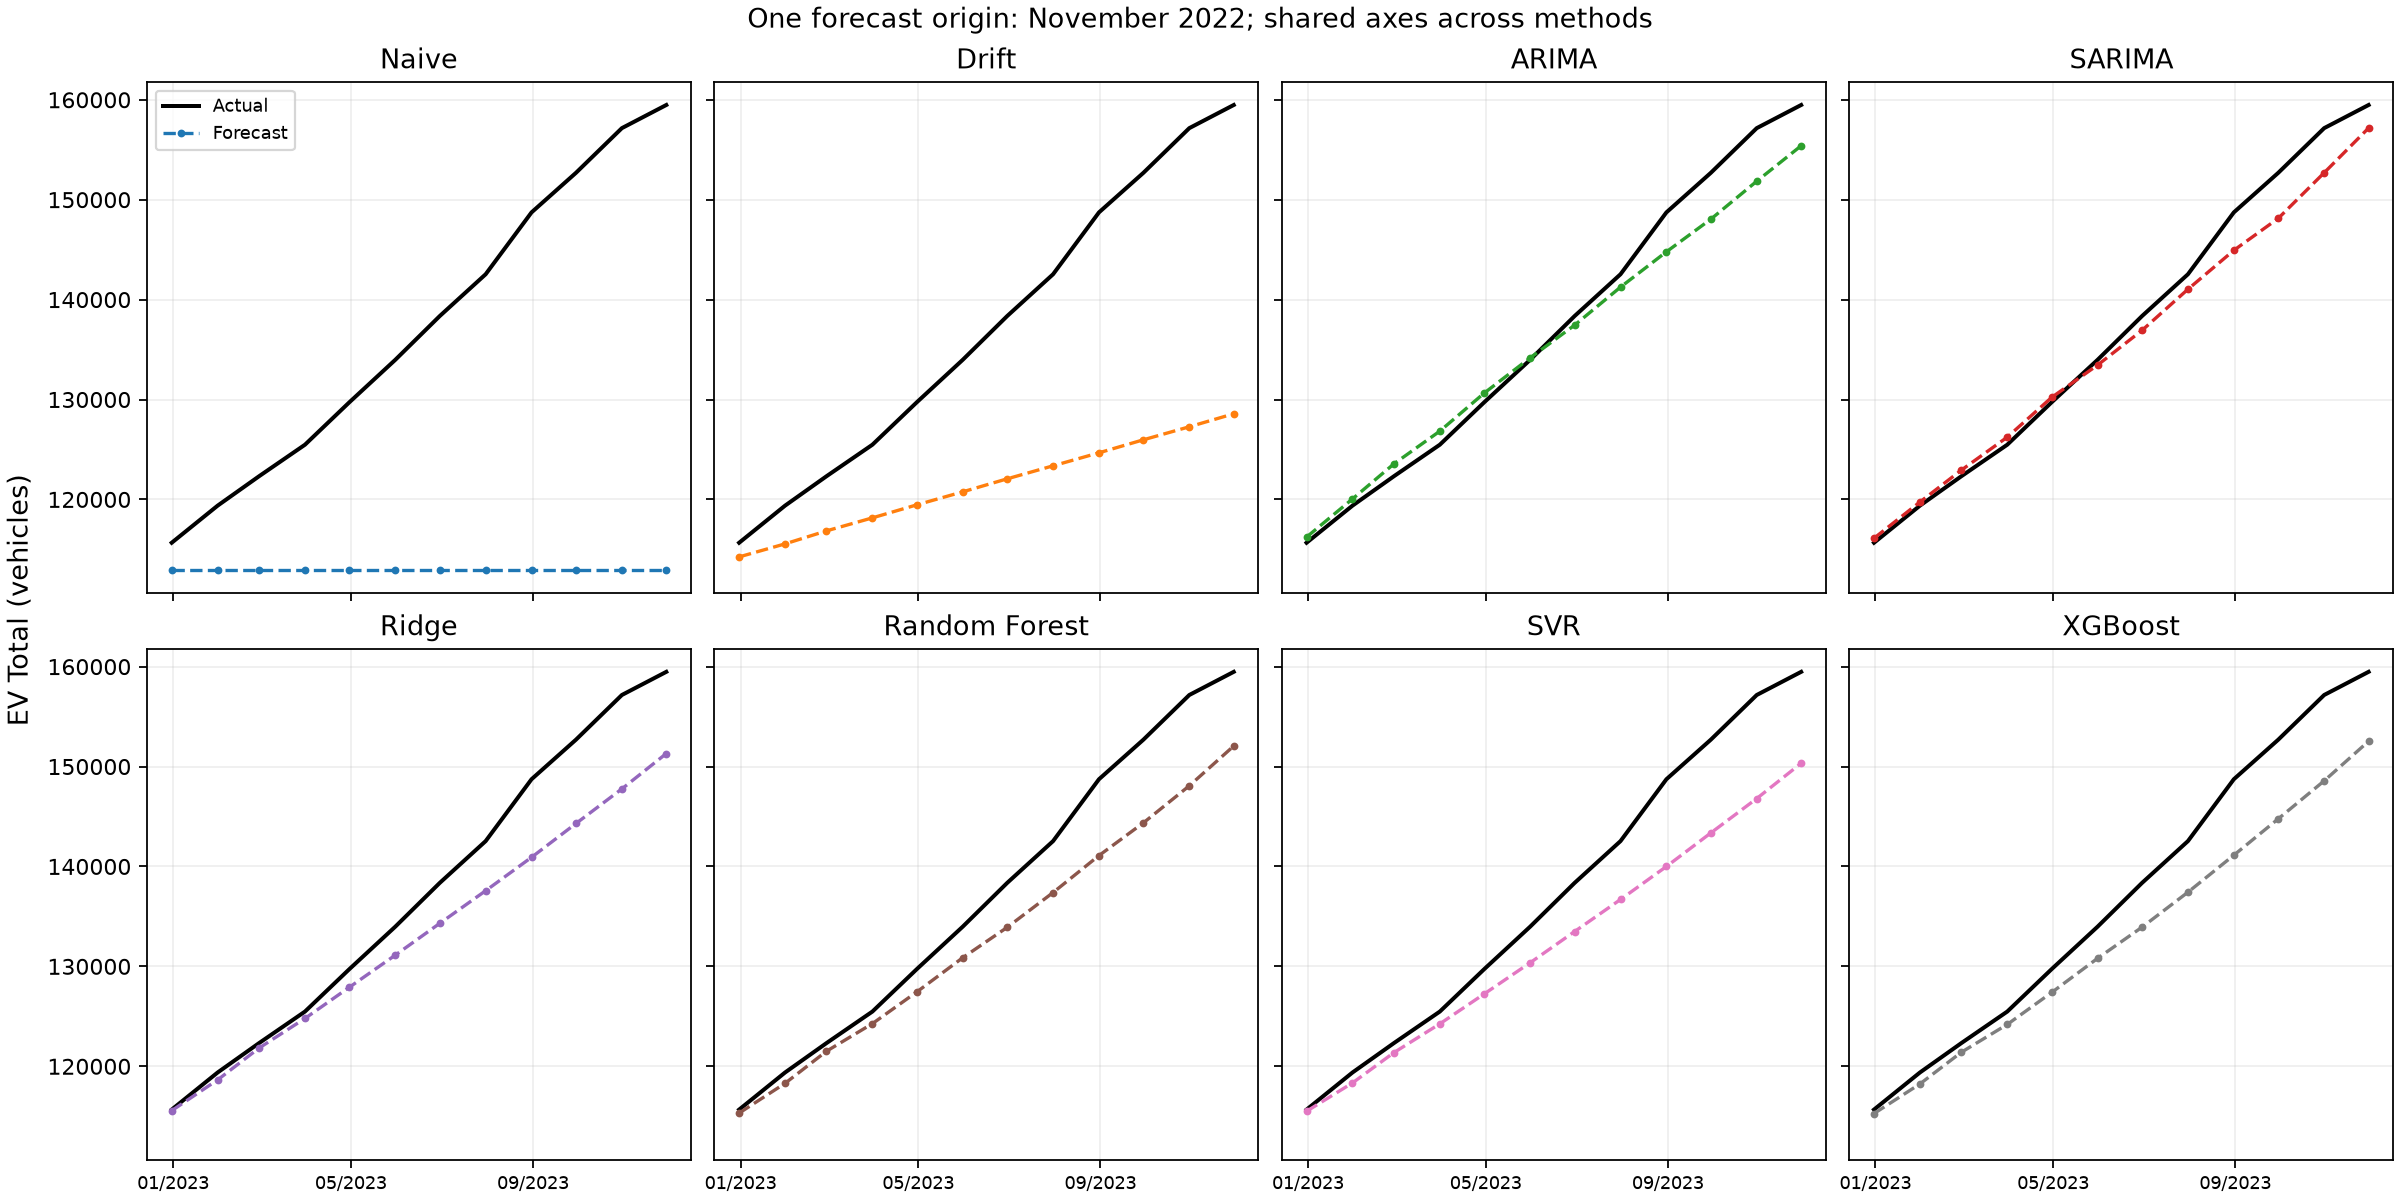 One forecast origin: November 2022; shared axes across methods
Naive
Drift
ARIMA
SARIMA
Actual
Forecast
160000
150000
140000
130000
120000
EV Total (vehicles)
Ridge
Random Forest
SVR
XGBoost
160000
150000
140000
130000
120000
01/2023
05/2023
09/2023
01/2023
05/2023
09/2023
01/2023
05/2023
09/2023
01/2023
05/2023
09/2023